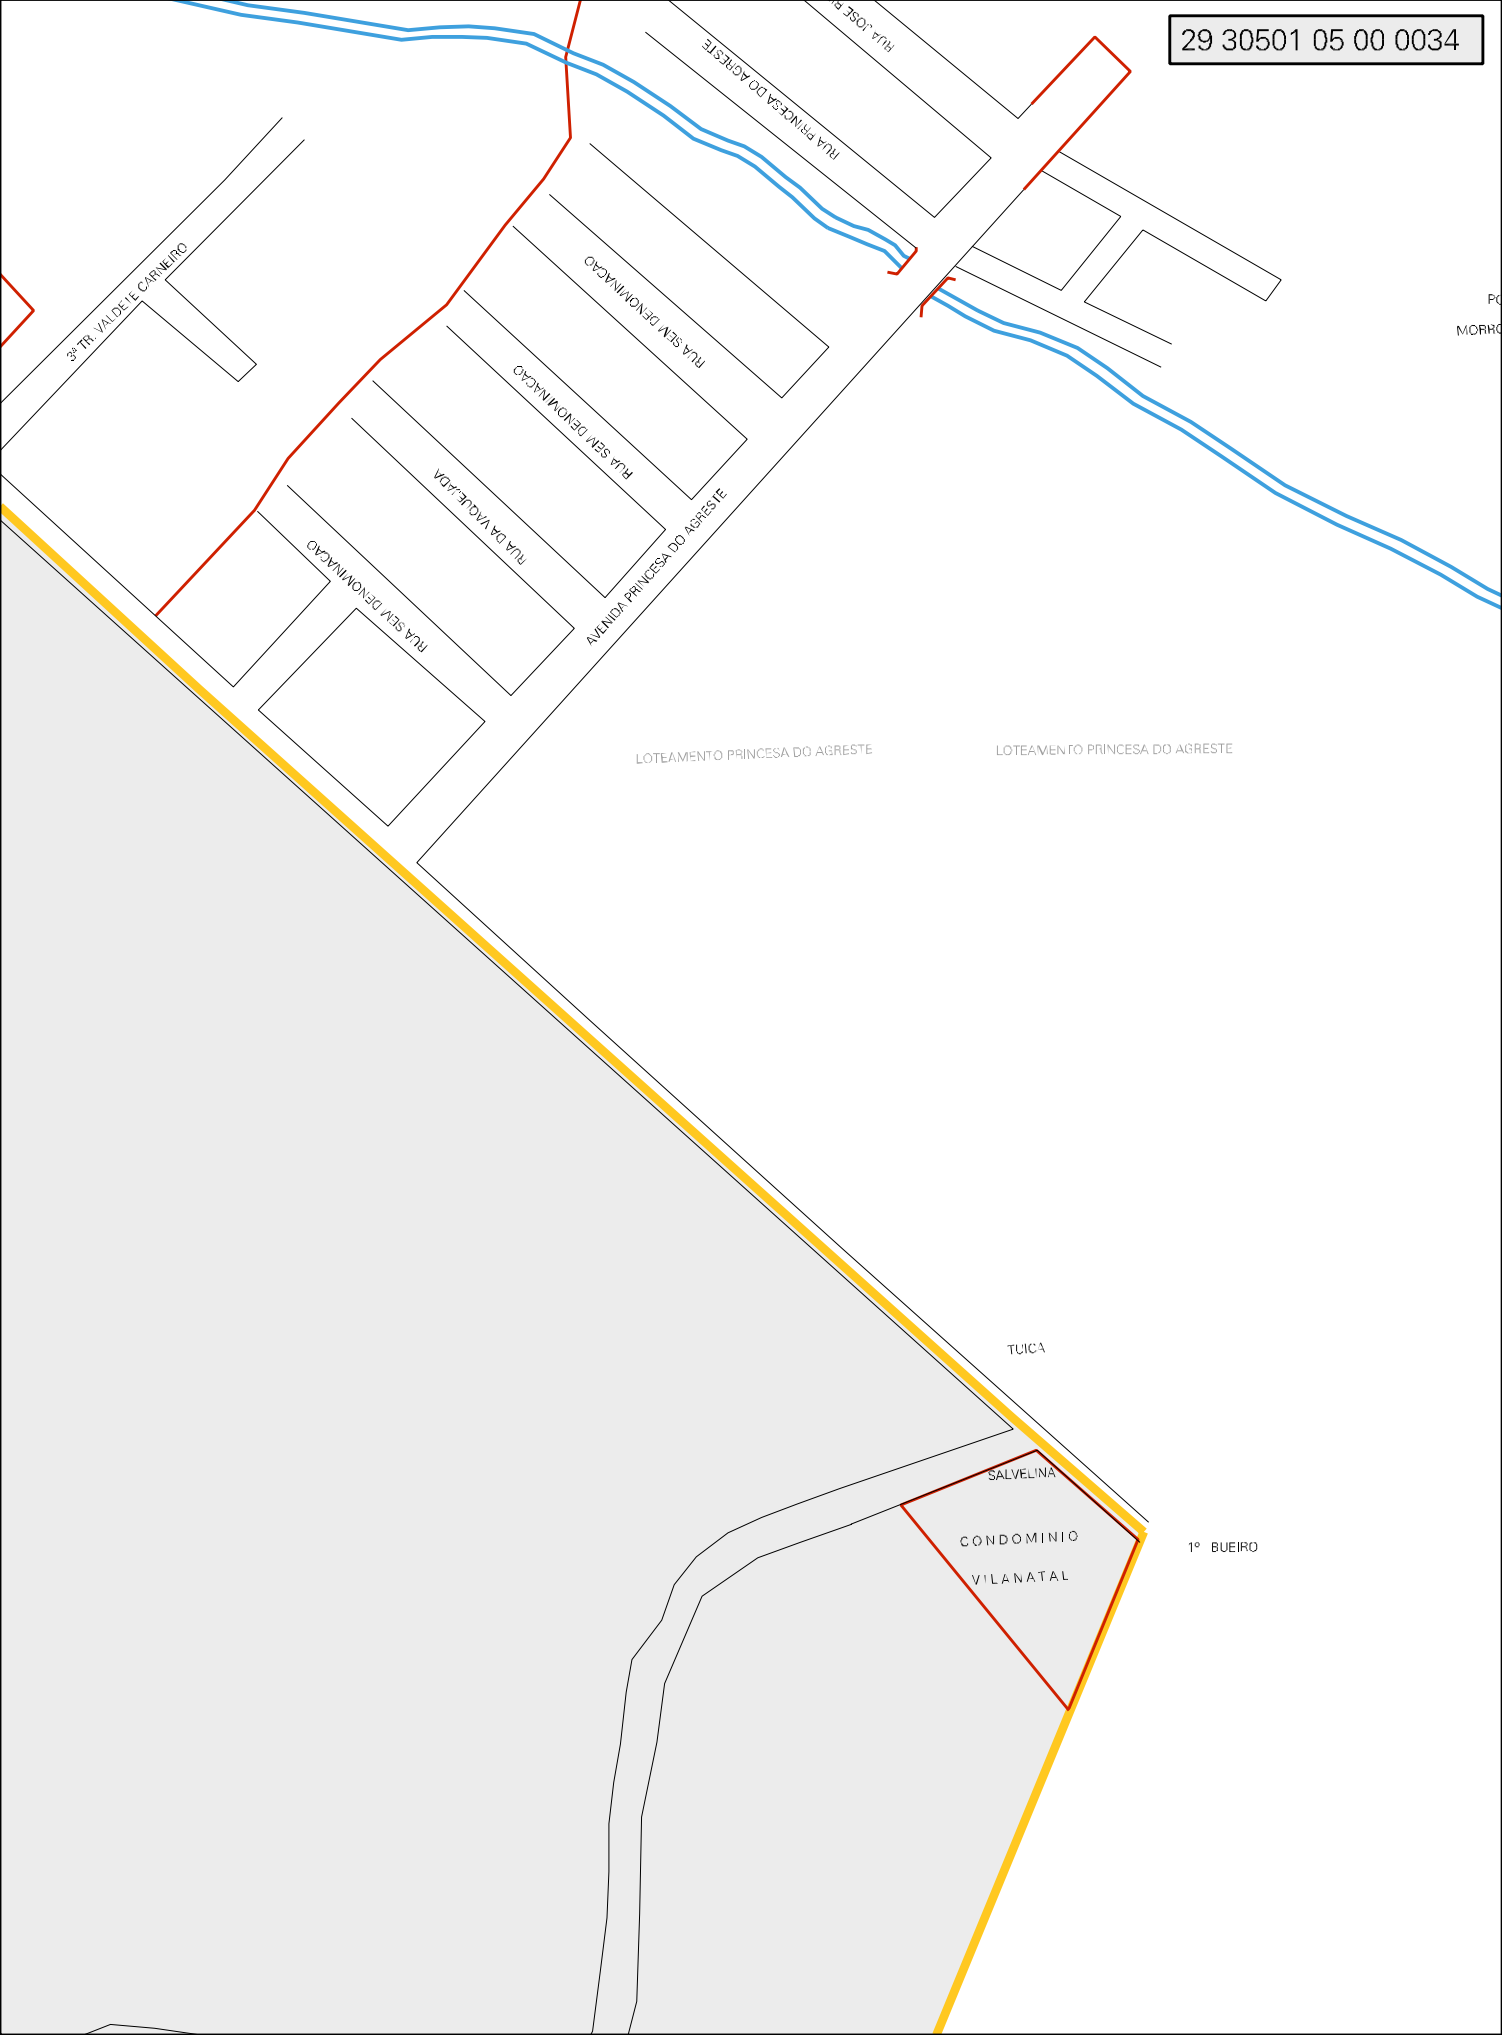 RUA JOSE
29 30501 05 00 0034
RUA PRINCESA DO AGRESTE
3ª TR. VALDETE CARNEIRO
RUA SEM DENOMINACAO
MORRO
RUA SEM DENOMINACAO
RUA DA VAQUEJADA
AVENIDA PRINCESA DO AGRESTE
RUA SEM DENOMINACAO
LOTEAMENTO PRINCESA DO AGRESTE
LOTEAMENTO PRINCESA DO AGRESTE
TUICA
SALVELINA
CONDOMINIO
VILANATAL
1º BUEIRO